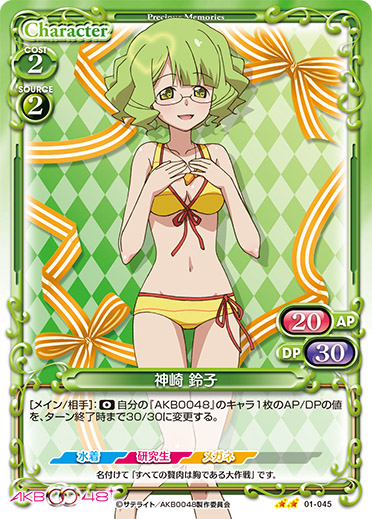 Precious Memories
Character
COST
2
SOURCE
2
20 AP
DP 30
神崎 鈴子
[メイン/相手]:0自分の「AKB0048」のキャラ1枚のAP/DPの値
を、ターン終了時まで30/30に変更する。
水着 研究生 メガネ
名付けて「すべての贅肉は胸である大作戦」です。
AKB0048 01-045
©サテライト/AKB0048製作委員会